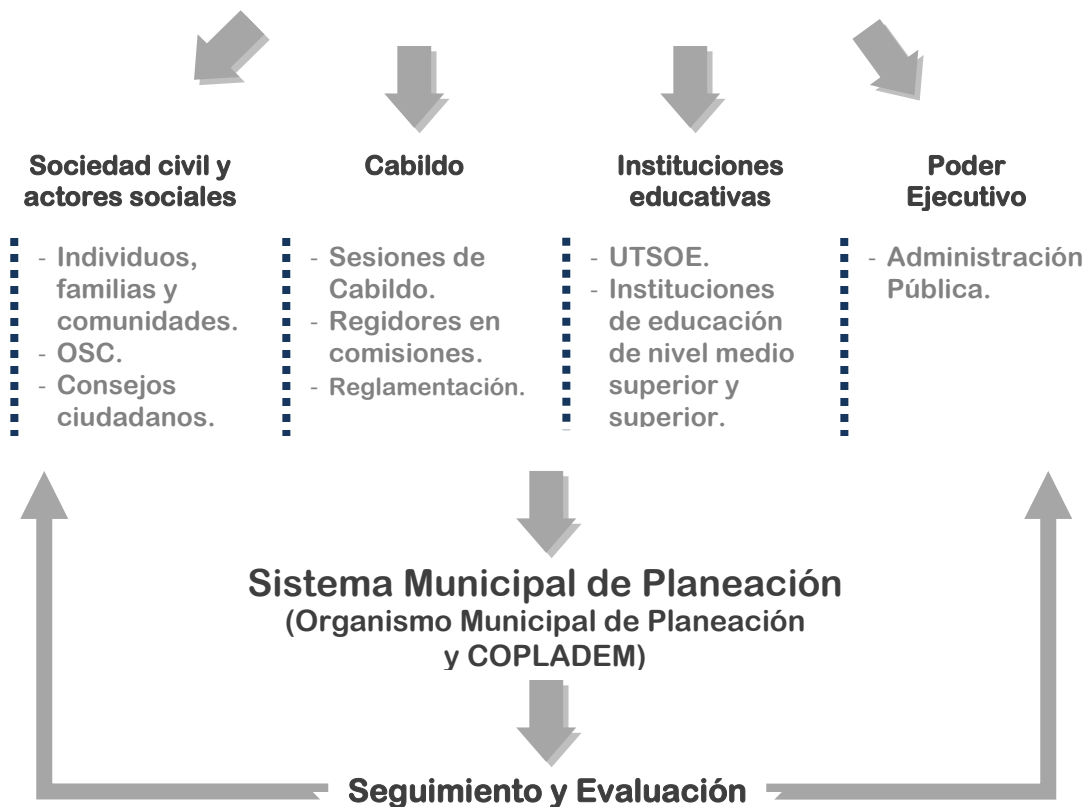 Sociedad civil y
actores sociales
- Individuos,
familias y
comunidades.
- OSC.
- Consejos
ciudadanos.
Cabildo
- Sesiones de
Cabildo.
- Regidores en
comisiones.
- Reglamentación.
Instituciones
educativas
- UTSOE.
- Instituciones
de educación
de nivel medio
superior y
superior.
Poder
Ejecutivo
- Administración
Pública.
Sistema Municipal de Planeación
(Organismo Municipal de Planeación
y COPLADEM)
Seguimiento y Evaluación